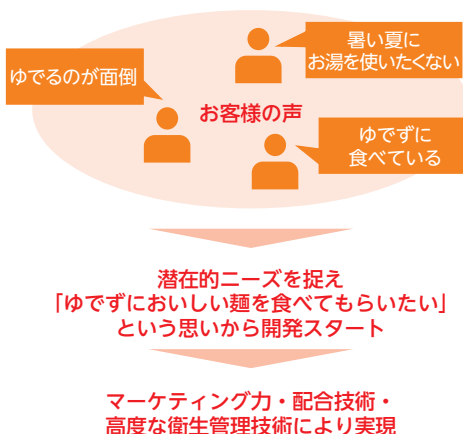 暑い夏に
お湯を使いたくない
ゆでるのが面倒
お客様の声
ゆでずに
食べている
潜在的ニーズを捉え
「ゆでずにおいしい麺を食べてもらいたい」
という思いから開発スタート
マーケティング力・配合技術・
高度な衛生管理技術により実現